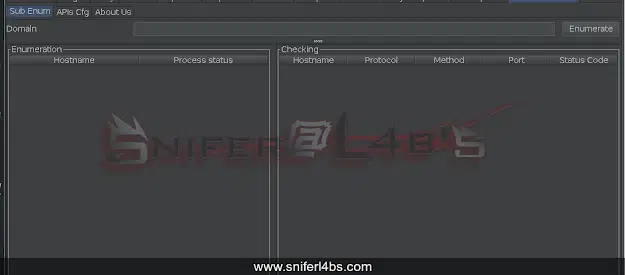 Sub Enum APIs Cfg About Us
Domain Enumerate
Enumeration Checking
Hostname Process status Hostname Protocol Method Port Status Code
Snifer@L4b's
www.sniferl4bs.com